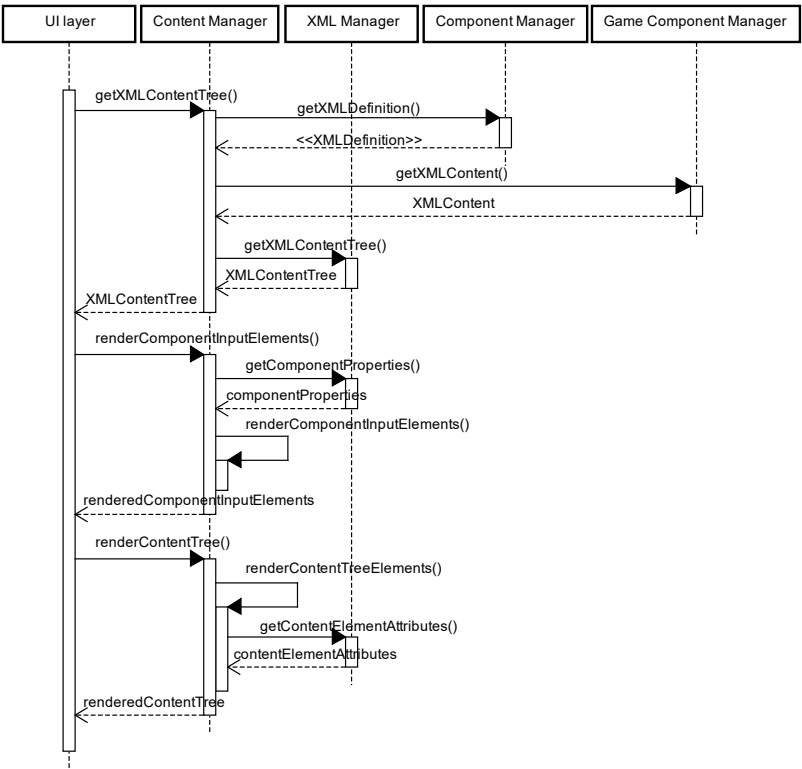 UI layer
Content Manager
XML Manager
Component Manager
Game Component Manager
getXMLContentTree()
getXMLDefinition()
<<XMLDefinition>>
getXMLContent()
XMLContent
getXMLContentTree()
XMLContentTree
XMLContentTree
renderComponentInputElements()
getComponentProperties()
componentProperties
renderComponentInputElements()
renderedComponentInputElements
renderContentTree()
renderContentTreeElements()
getContentElementAttributes()
contentElementAttributes
renderedContentTree